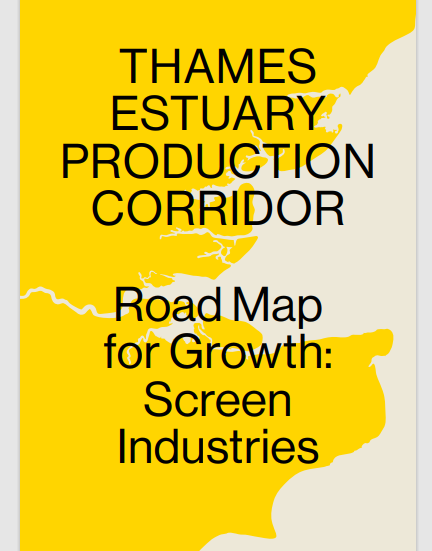 THAMES
ESTUARY
PRODUCTION
CORRIDOR
Road Map
for Growth:
Screen
Industries